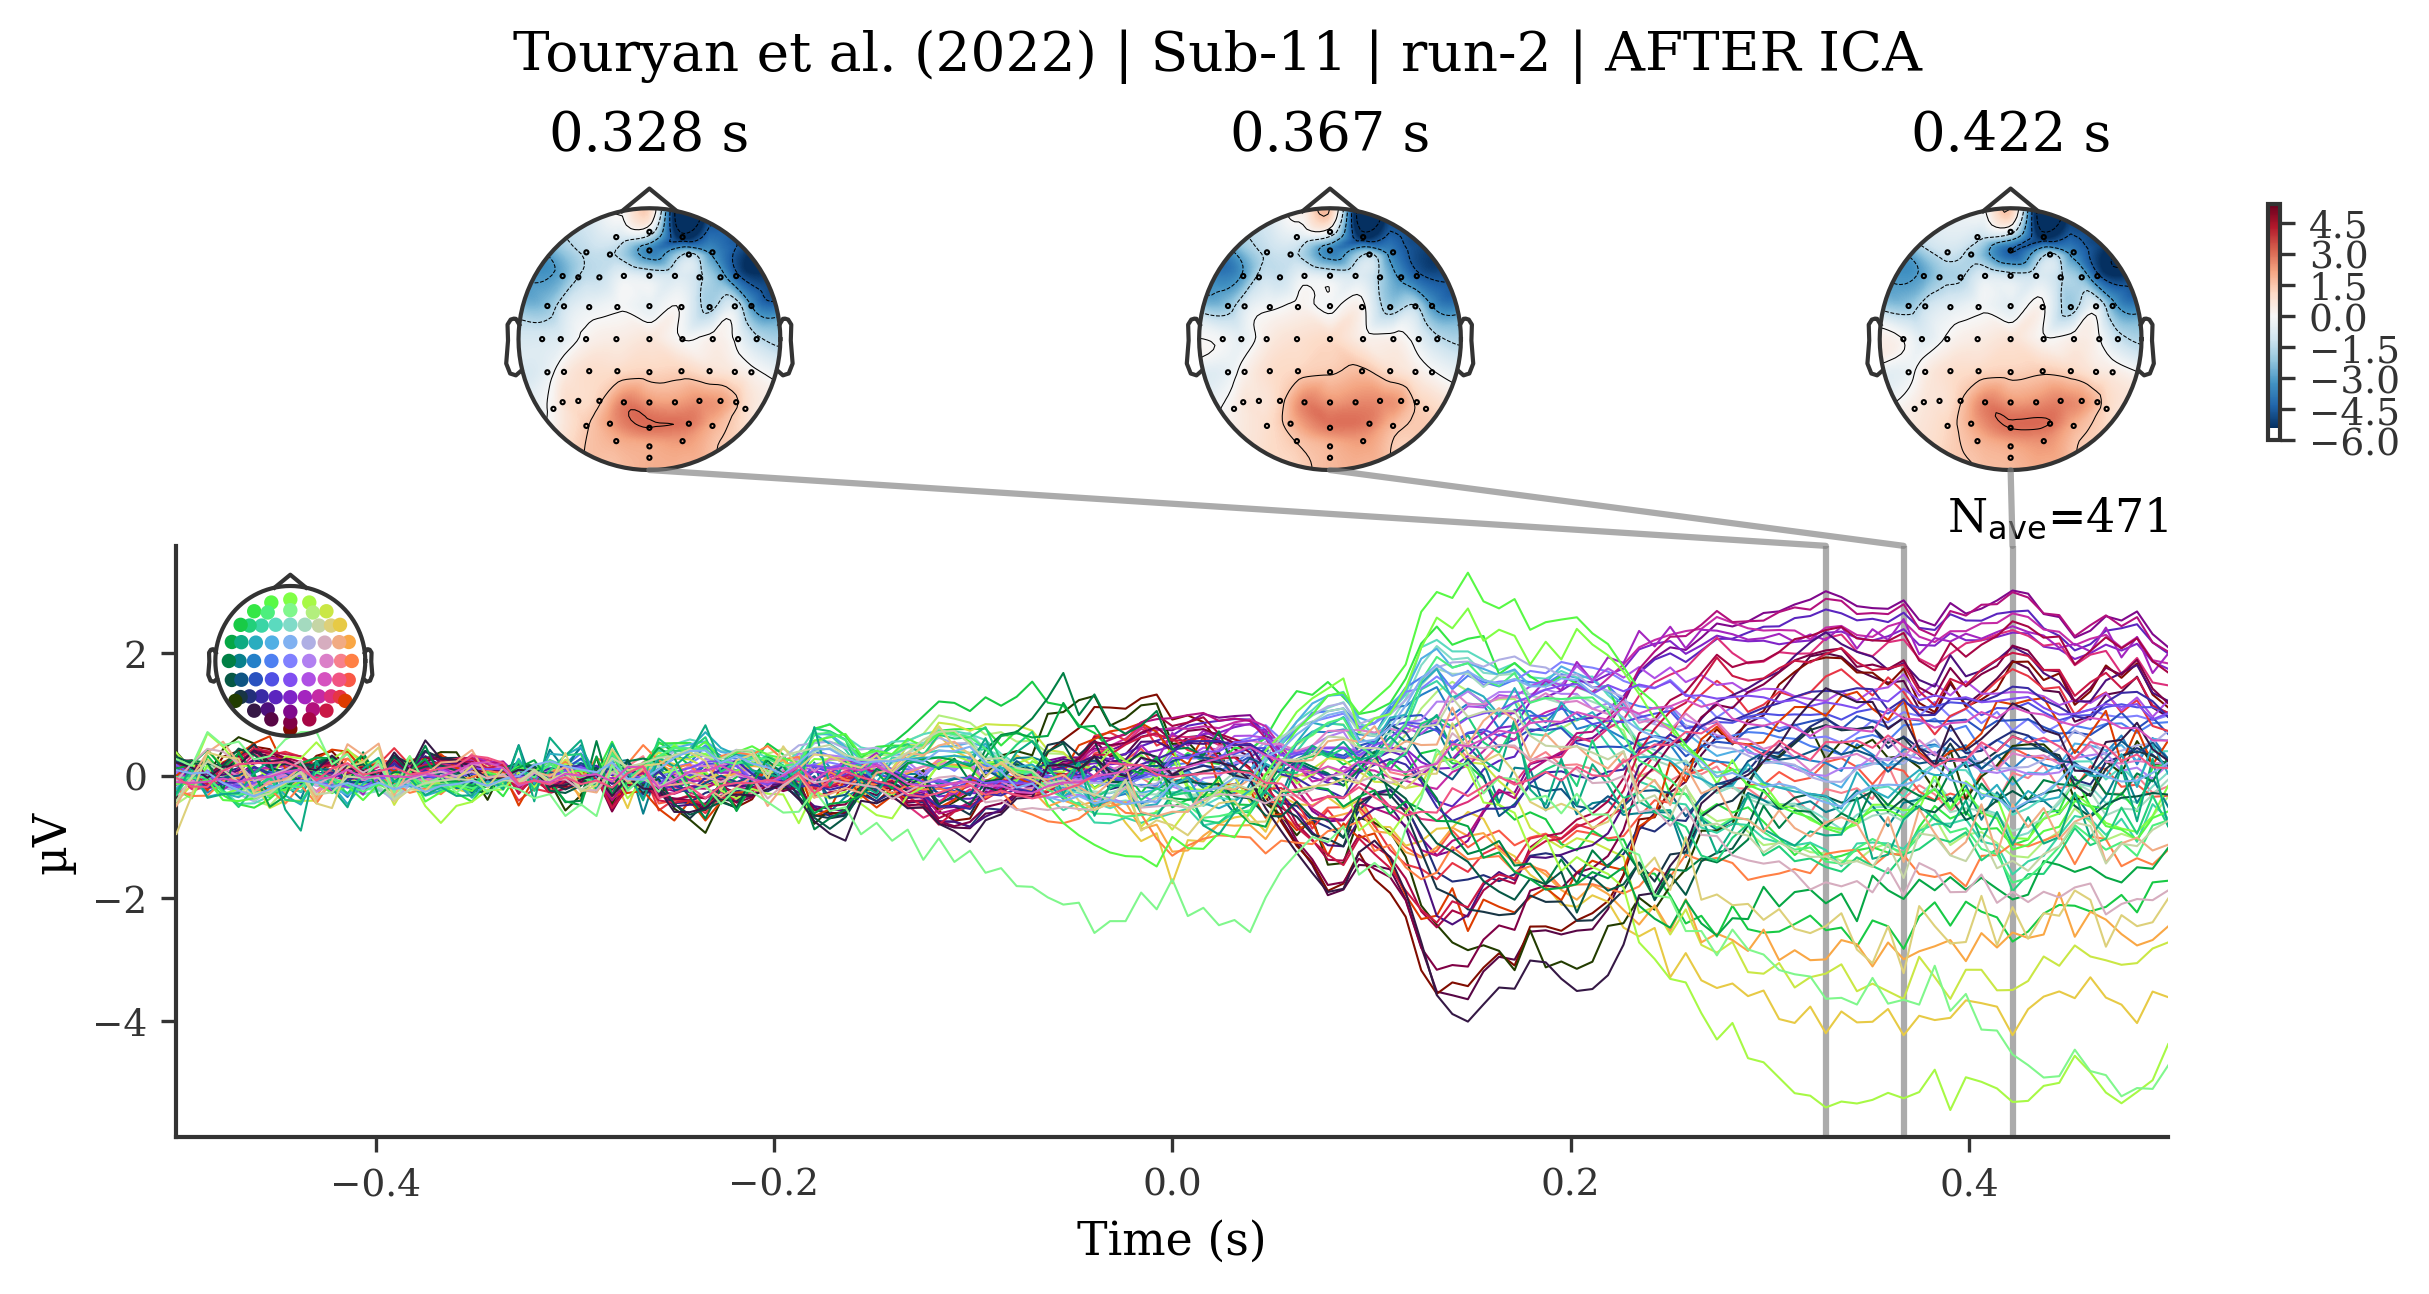 Touryan et al. (2022) | Sub-11 | run-2 | AFTER ICA
0.328 s
0.367 s
0.422 s
4.5
3.0
1.5
0.0
−1.5
−3.0
−4.5
−6.0
Nave=471
2
0
−2
−4
µV
−0.4
−0.2
0.0
0.2
0.4
Time (s)